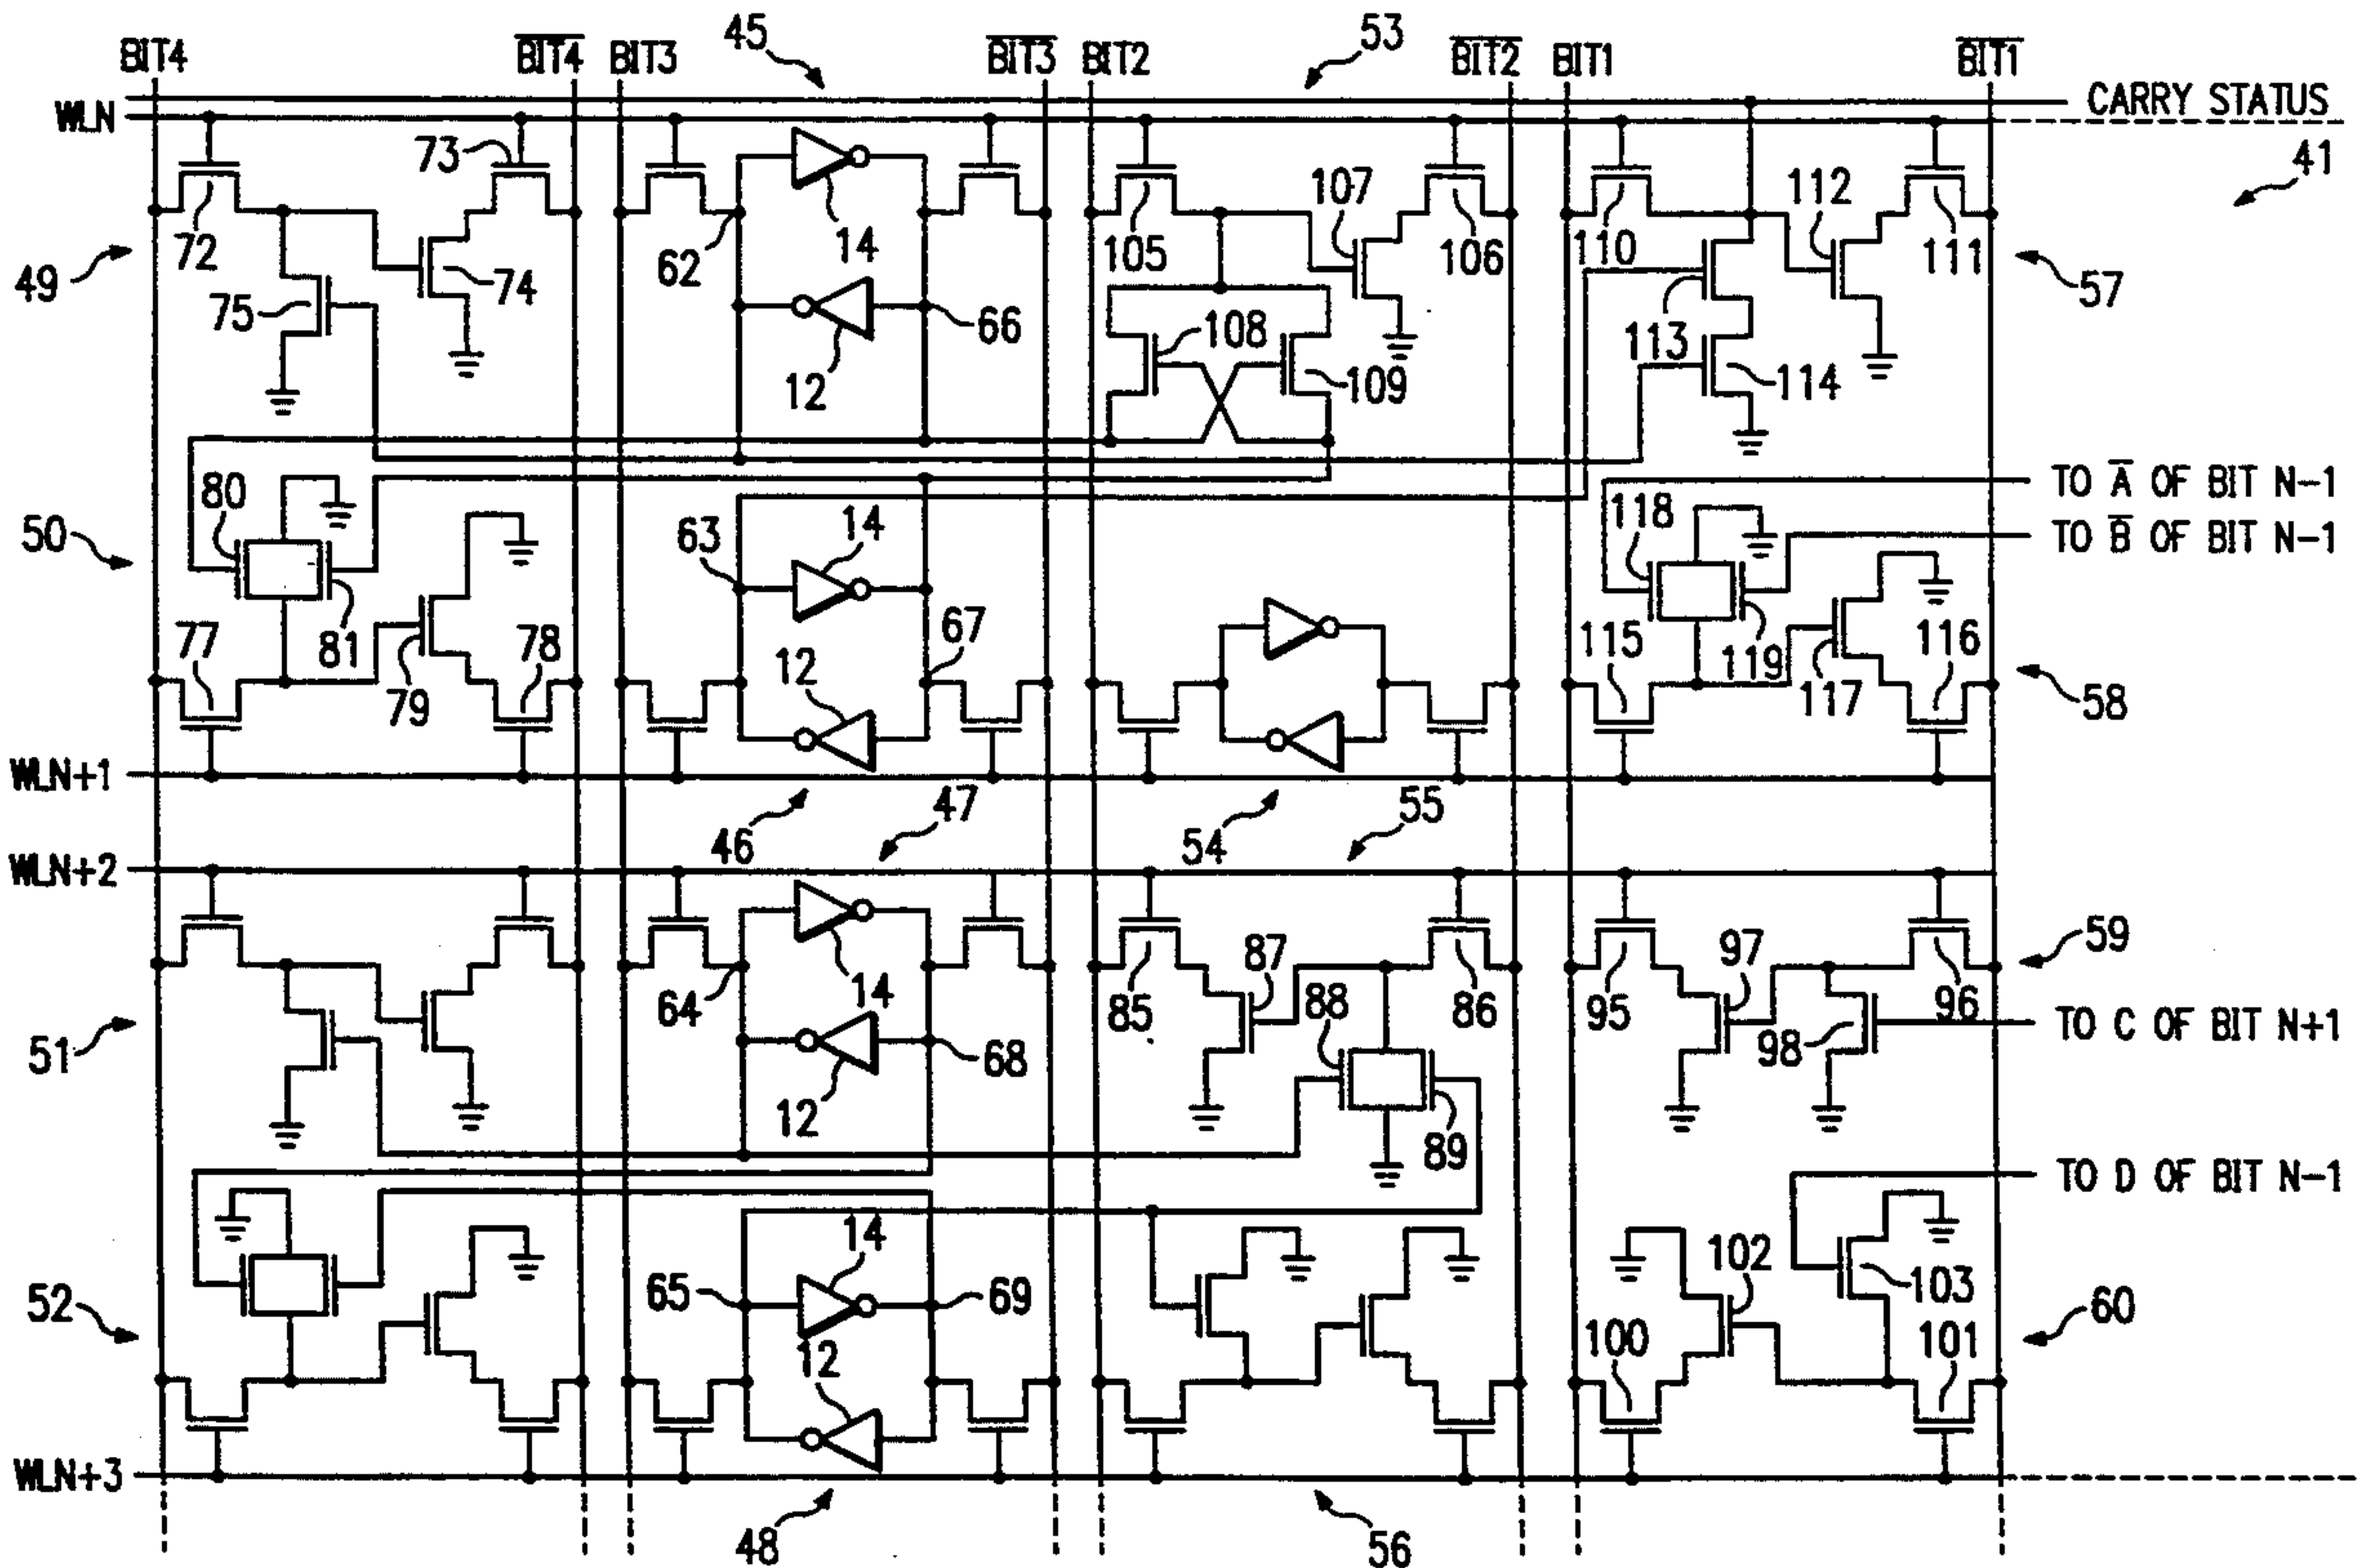 BIT4 B̅I̅T̅4̅ BIT3 45 B̅I̅T̅3̅ BIT2 53 B̅I̅T̅2̅ BIT1 B̅I̅T̅1̅
CARRY STATUS
WLN
73 41
107 112
72 62 14 105 106 110 111
49 74 57
75 66 108 113
12 109 114
TO A̅ OF BIT N-1
80 118
50 63 14 TO B̅ OF BIT N-1
77 81 78 67 115 119 116
79 12 117 58
WLN+1
46 47 54 55
WLN+2
97 59
64 14 85 87 88 86 95 96
51 68 98 TO C OF BIT N+1
12 89
TO D OF BIT N-1
14 102
52 65 69 103 60
12 100 101
WLN+3
48 56